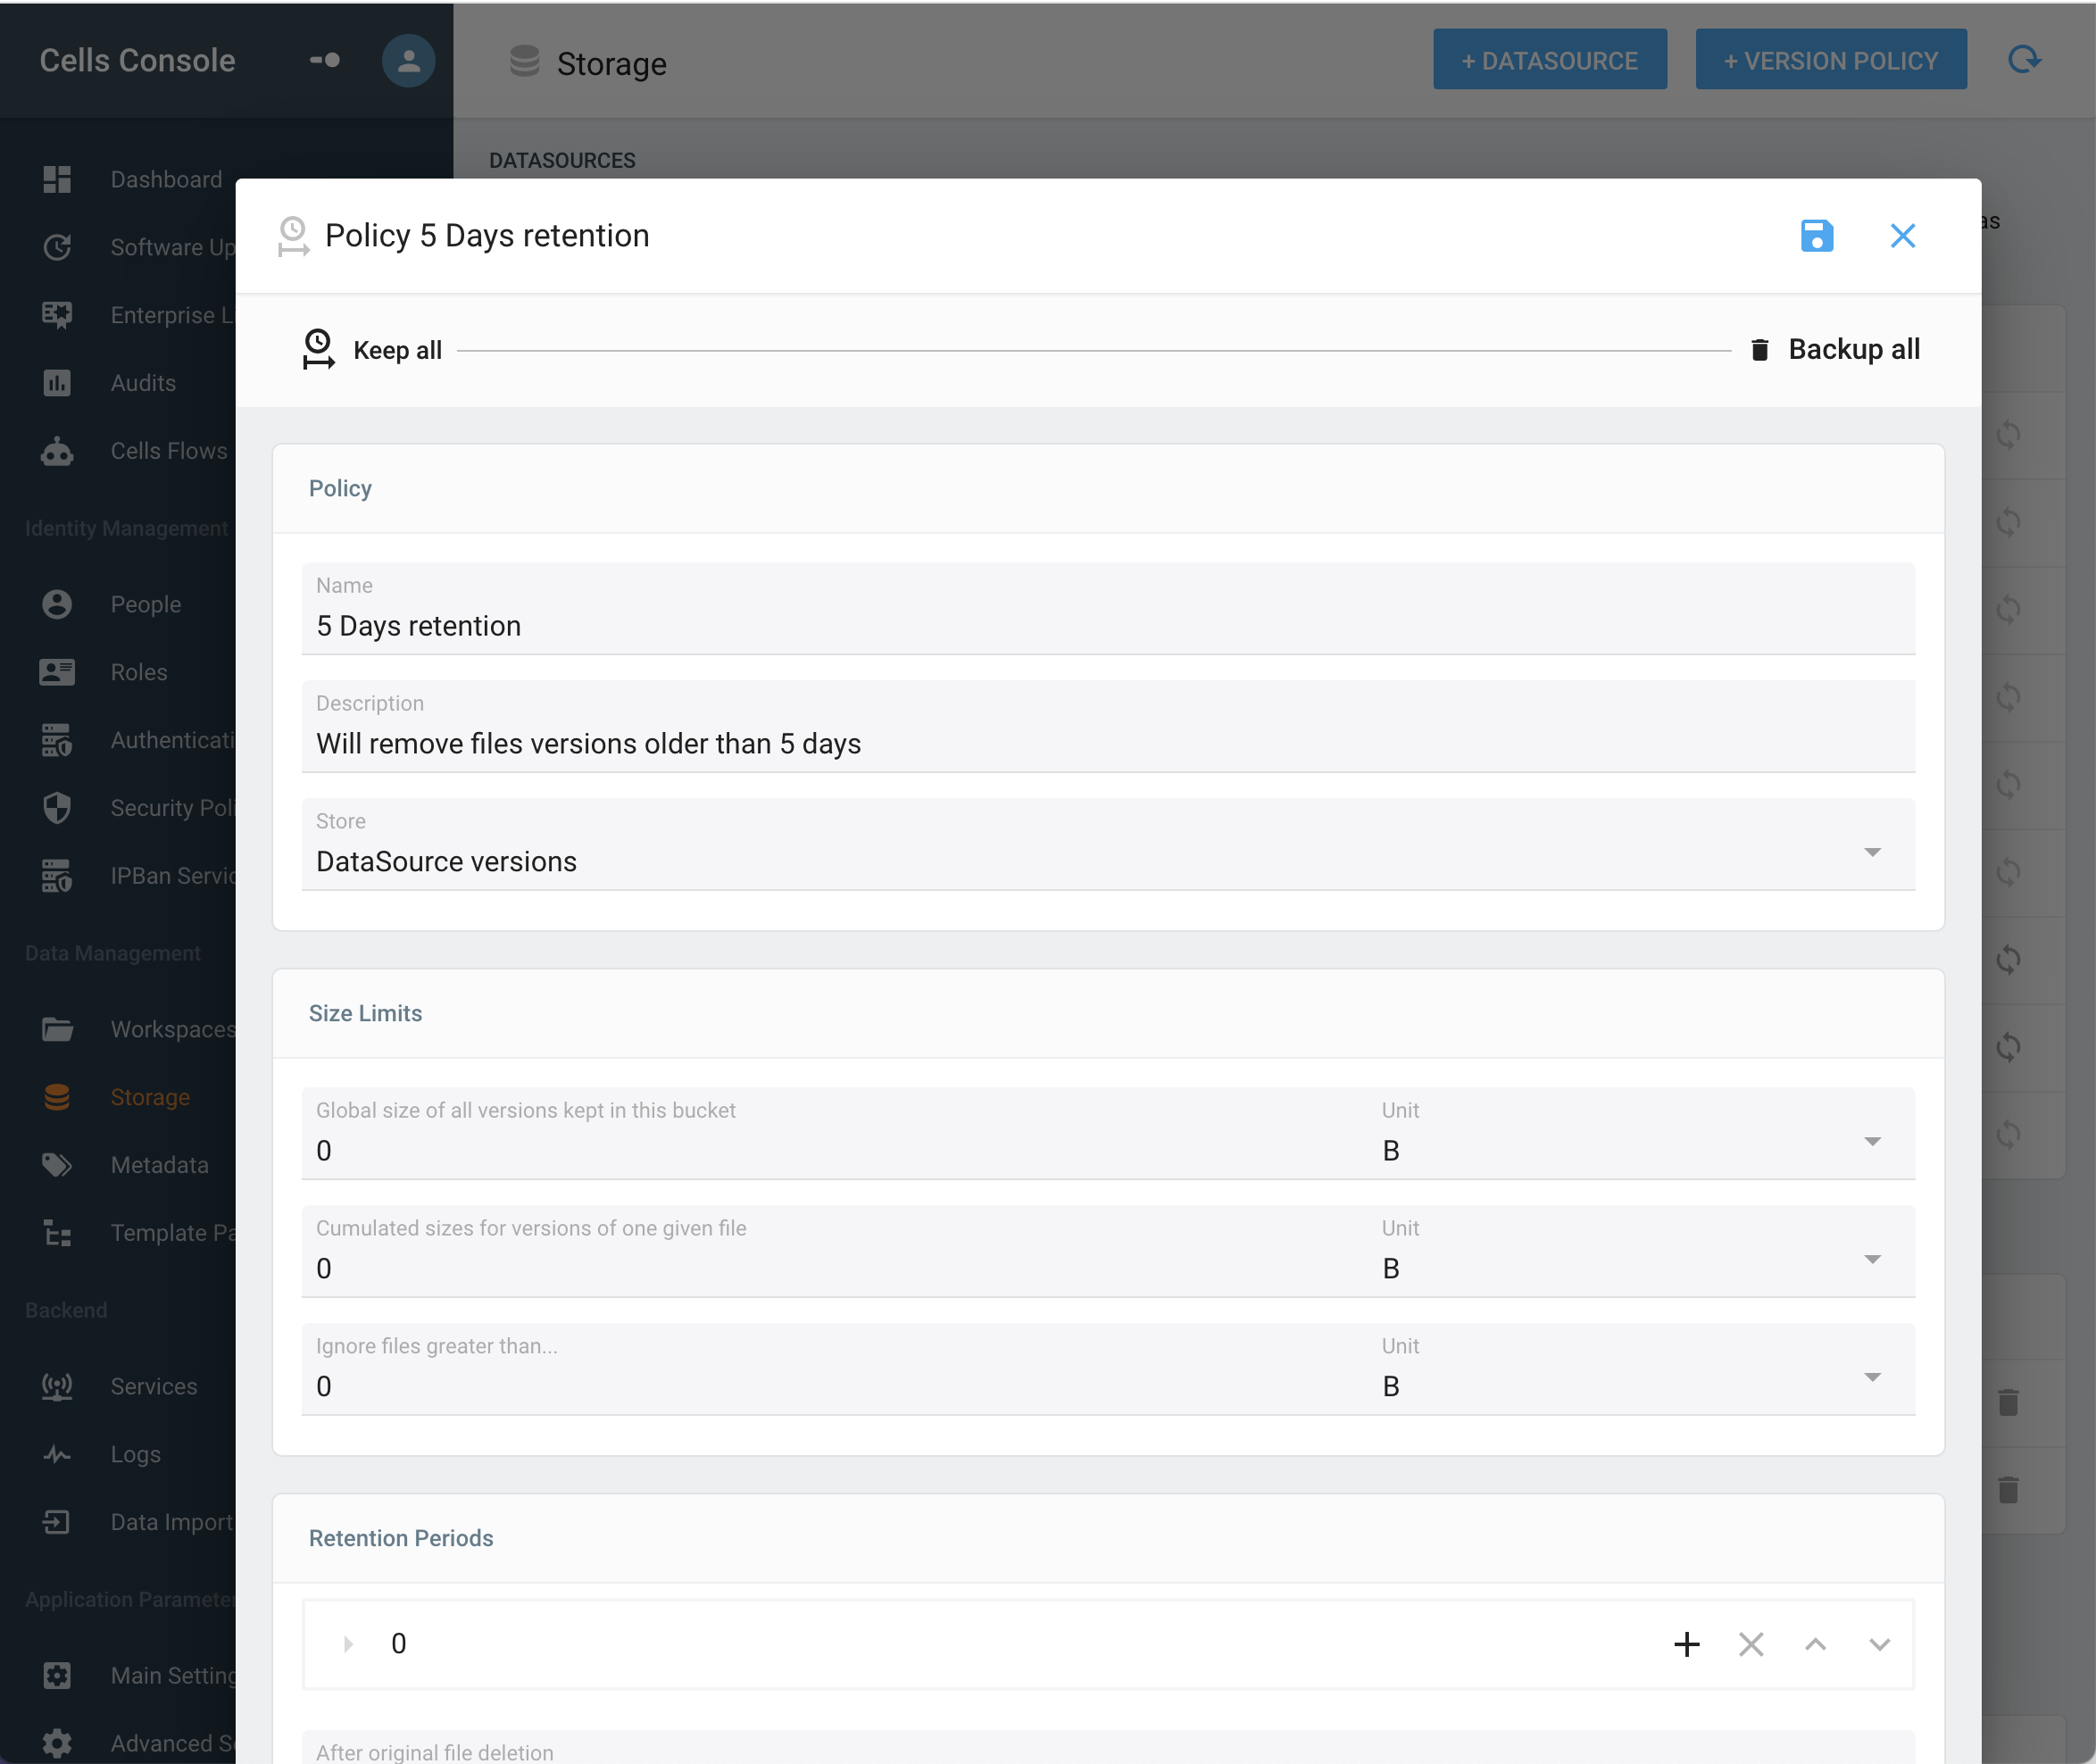 Cells Console
Storage
+ DATASOURCE
+ VERSION POLICY
DATASOURCES
Dashboard
Software Up
Enterprise Li
Audits
Cells Flows
Identity Management
People
Roles
Authenticati
Security Poli
IPBan Servic
Data Management
Workspaces
Storage
Metadata
Template Pa
Backend
Services
Logs
Data Import
Application Parameter
Main Setting
Advanced Se
as
Policy 5 Days retention
Keep all
Backup all
Policy
Name
5 Days retention
Description
Will remove files versions older than 5 days
Store
DataSource versions
Size Limits
Global size of all versions kept in this bucket
0
Unit
B
Cumulated sizes for versions of one given file
0
Unit
B
Ignore files greater than...
0
Unit
B
Retention Periods
0
After original file deletion